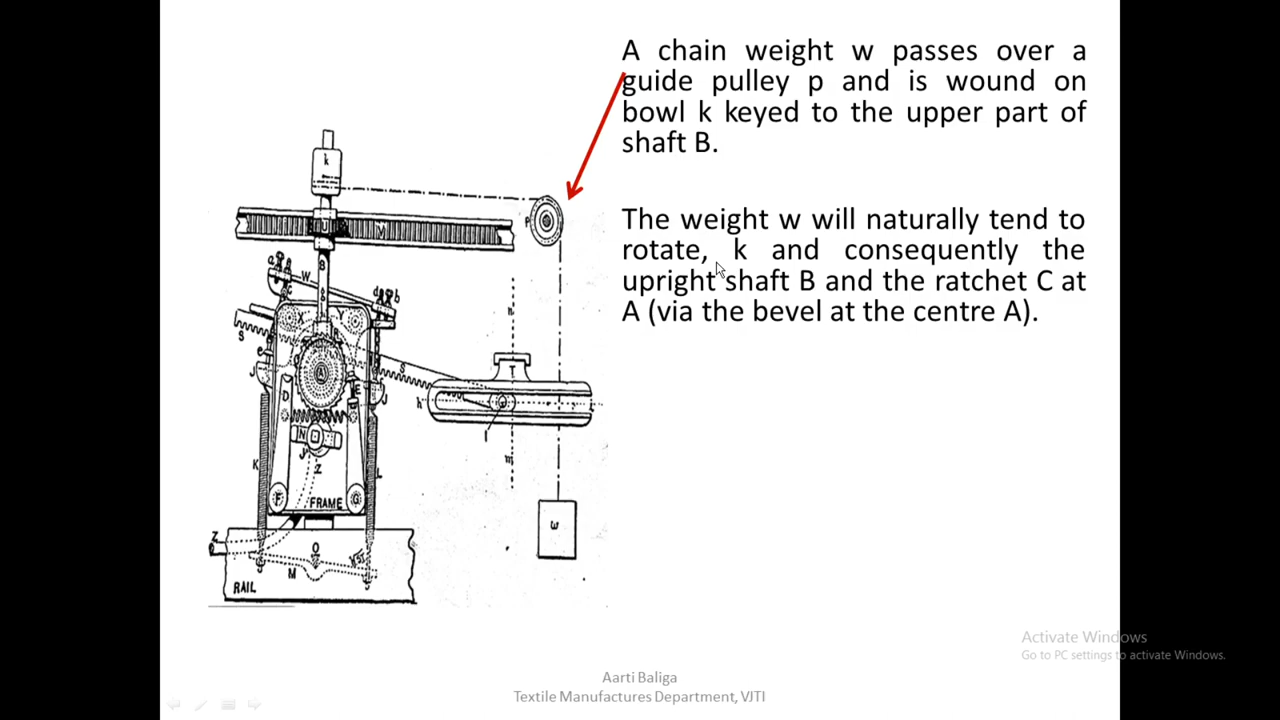 A chain weight w passes over a
guide pulley p and is wound on
bowl k keyed to the upper part of
shaft B.
The weight w will naturally tend to
rotate, k and consequently the
upright shaft B and the ratchet C at
A (via the bevel at the centre A).
k
P
U
M
a
W
B
c
d
b
X
Y
S
S
R
e
J
A
D
E
J
T
n
h
l
N
m
K
Z
L
F
FRAME
G
w
Z
O
M
RAIL
Activate Windows
Go to PC settings to activate Windows.
Aarti Baliga
Textile Manufactures Department, VJTI